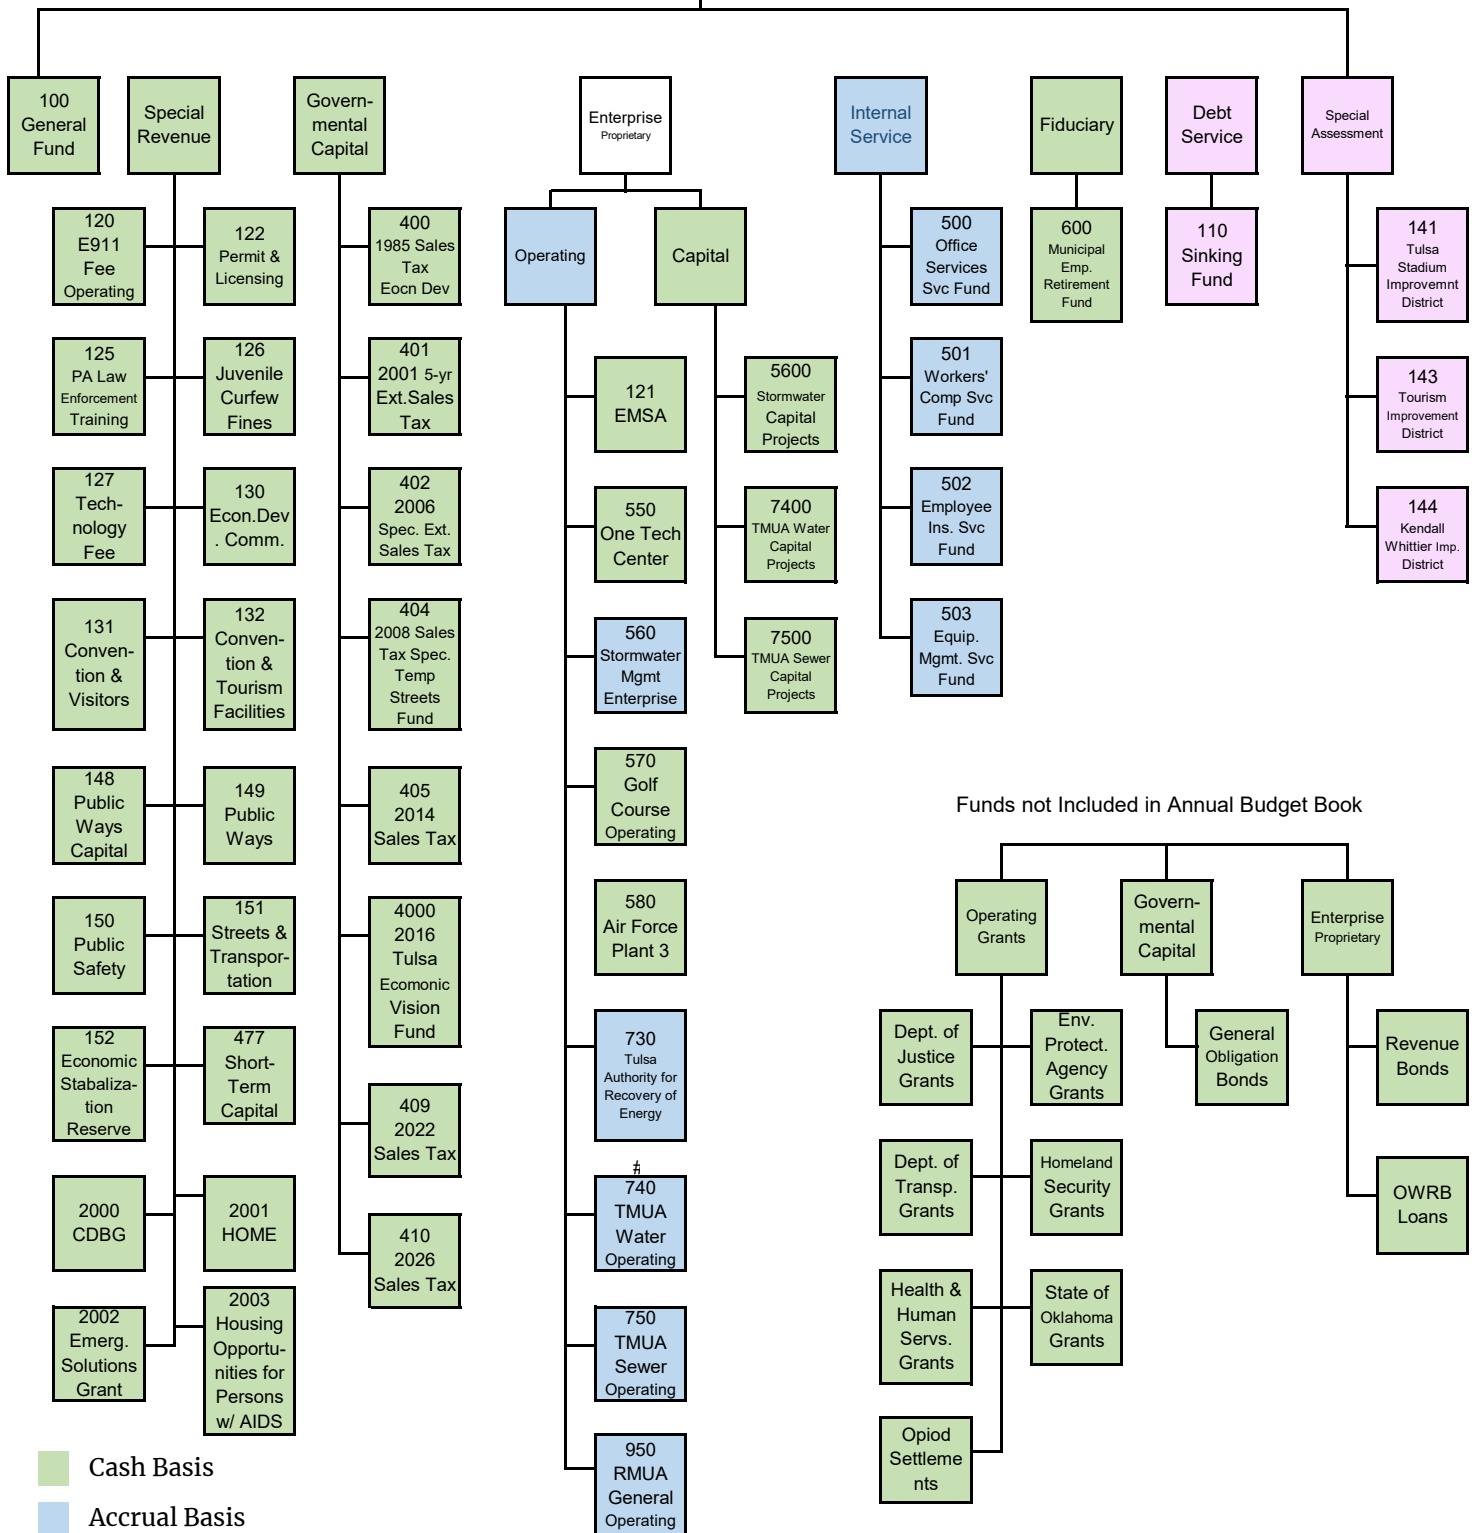 100
General
Fund
Special
Revenue
Govern-
mental
Capital
Enterprise
Proprietary
Internal
Service
Fiduciary
Debt
Service
Special
Assessment
120
E911
Fee
Operating
122
Permit &
Licensing
125
PA Law
Enforcement
Training
126
Juvenile
Curfew
Fines
127
Tech-
nology
Fee
130
Econ.Dev
. Comm.
131
Conven-
tion &
Visitors
132
Conven-
tion &
Tourism
Facilities
148
Public
Ways
Capital
149
Public
Ways
150
Public
Safety
151
Streets &
Transpor-
tation
152
Economic
Stabaliza-
tion
Reserve
477
Short-
Term
Capital
2000
CDBG
2001
HOME
2002
Emerg.
Solutions
Grant
2003
Housing
Opportu-
nities for
Persons
w/ AIDS
400
1985 Sales
Tax
Eocn Dev
401
2001 5-yr
Ext.Sales
Tax
402
2006
Spec. Ext.
Sales Tax
404
2008 Sales
Tax Spec.
Temp
Streets
Fund
405
2014
Sales Tax
4000
2016
Tulsa
Ecomonic
Vision
Fund
409
2022
Sales Tax
410
2026
Sales Tax
Operating
Capital
121
EMSA
550
One Tech
Center
560
Stormwater
Mgmt
Enterprise
570
Golf
Course
Operating
580
Air Force
Plant 3
730
Tulsa
Authority for
Recovery of
Energy
#
740
TMUA
Water
Operating
750
TMUA
Sewer
Operating
950
RMUA
General
Operating
5600
Stormwater
Capital
Projects
7400
TMUA Water
Capital
Projects
7500
TMUA Sewer
Capital
Projects
500
Office
Services
Svc Fund
501
Workers'
Comp Svc
Fund
502
Employee
Ins. Svc
Fund
503
Equip.
Mgmt. Svc
Fund
600
Municipal
Emp.
Retirement
Fund
110
Sinking
Fund
141
Tulsa
Stadium
Improvemnt
District
143
Tourism
Improvement
District
144
Kendall
Whittier Imp.
District
Funds not Included in Annual Budget Book
Operating
Grants
Govern-
mental
Capital
Enterprise
Proprietary
Dept. of
Justice
Grants
Env.
Protect.
Agency
Grants
Dept. of
Transp.
Grants
Homeland
Security
Grants
Health &
Human
Servs.
Grants
State of
Oklahoma
Grants
Opiod
Settleme
nts
General
Obligation
Bonds
Revenue
Bonds
OWRB
Loans
Cash Basis
Accrual Basis